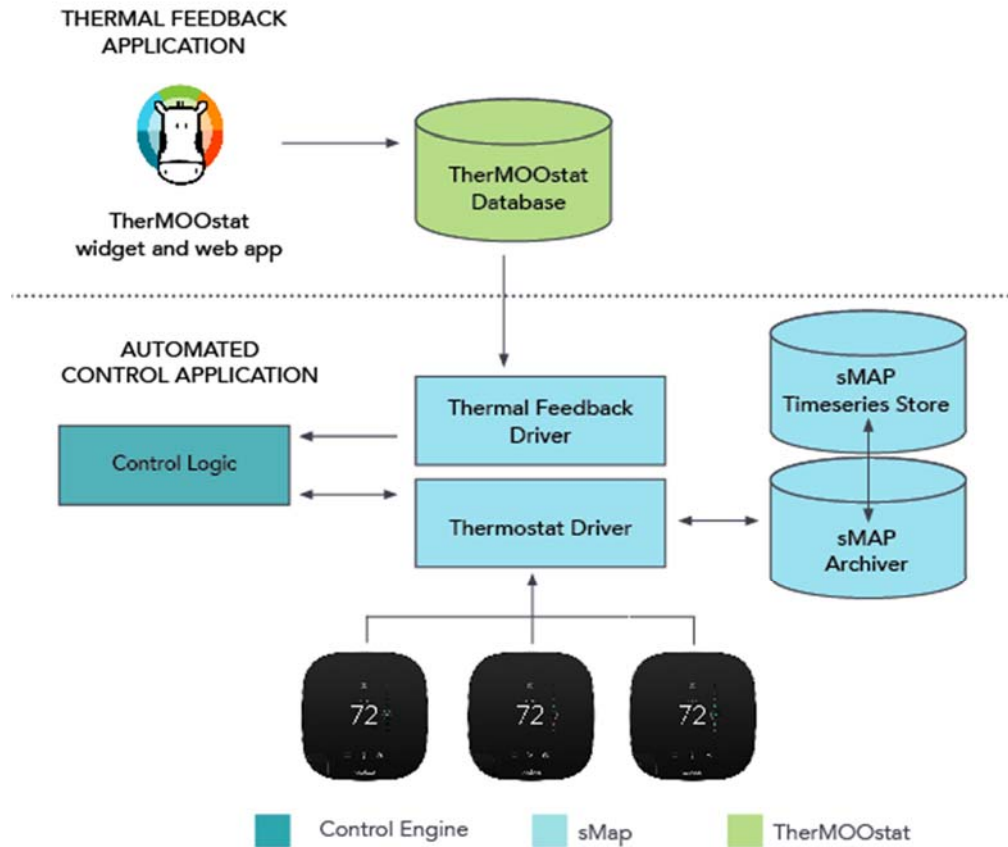 THERMAL FEEDBACK
APPLICATION
TherMOOstat
widget and web app
TherMOOstat
Database
AUTOMATED
CONTROL APPLICATION
Control Logic
Thermal Feedback
Driver
Thermostat Driver
sMAP
Timeseries Store
sMAP
Archiver
72
72
72
Control Engine
sMap
TherMOOstat